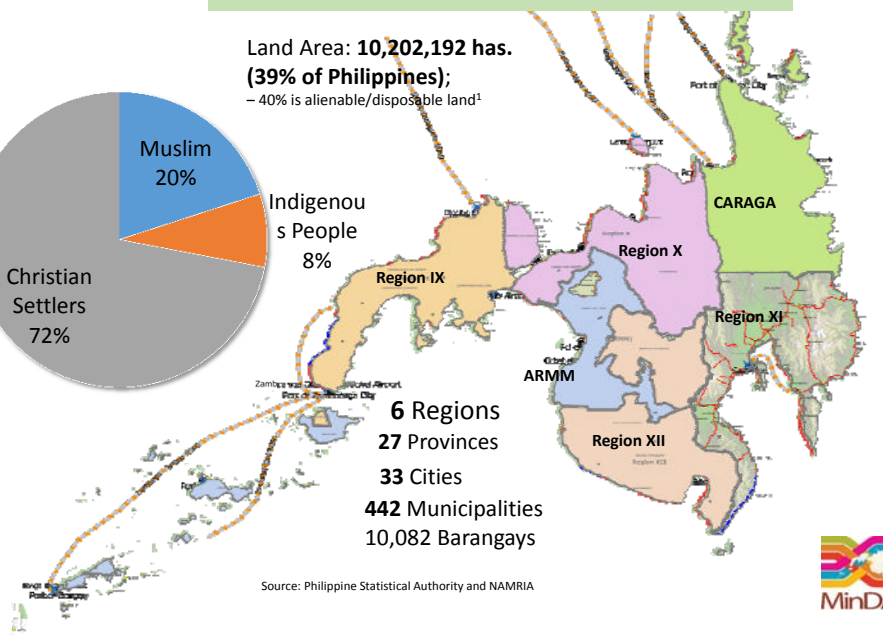 Land Area: 10,202,192 has.
(39% of Philippines);
– 40% is alienable/disposable land¹
Muslim
20%
Indigenou
s People
8%
Christian
Settlers
72%
CARAGA
Region X
Region IX
Region XI
ARMM
Region XII
6 Regions
27 Provinces
33 Cities
442 Municipalities
10,082 Barangays
Source: Philippine Statistical Authority and NAMRIA